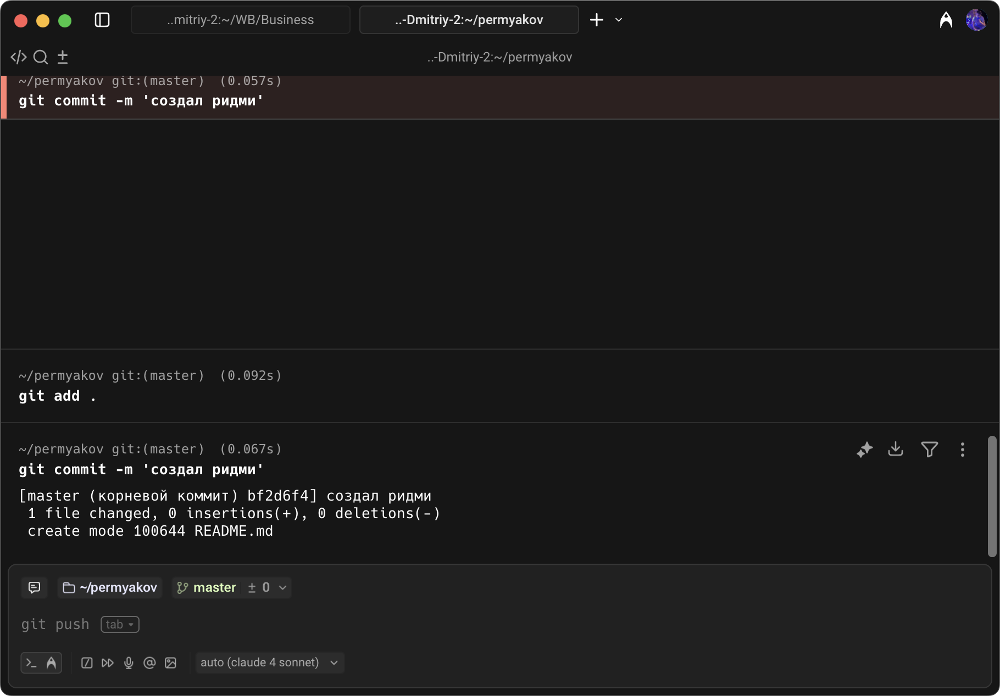 ..mitriy-2:~/WB/Business
..-Dmitriy-2:~/permyakov
..-Dmitriy-2:~/permyakov
~/permyakov git:(master) (0.057s)
git commit -m 'создал ридми'
~/permyakov git:(master) (0.092s)
git add .
~/permyakov git:(master) (0.067s)
git commit -m 'создал ридми'
[master (корневой коммит) bf2d6f4] создал ридми
1 file changed, 0 insertions(+), 0 deletions(-)
create mode 100644 README.md
~/permyakov master ± 0
git push tab
auto (claude 4 sonnet)